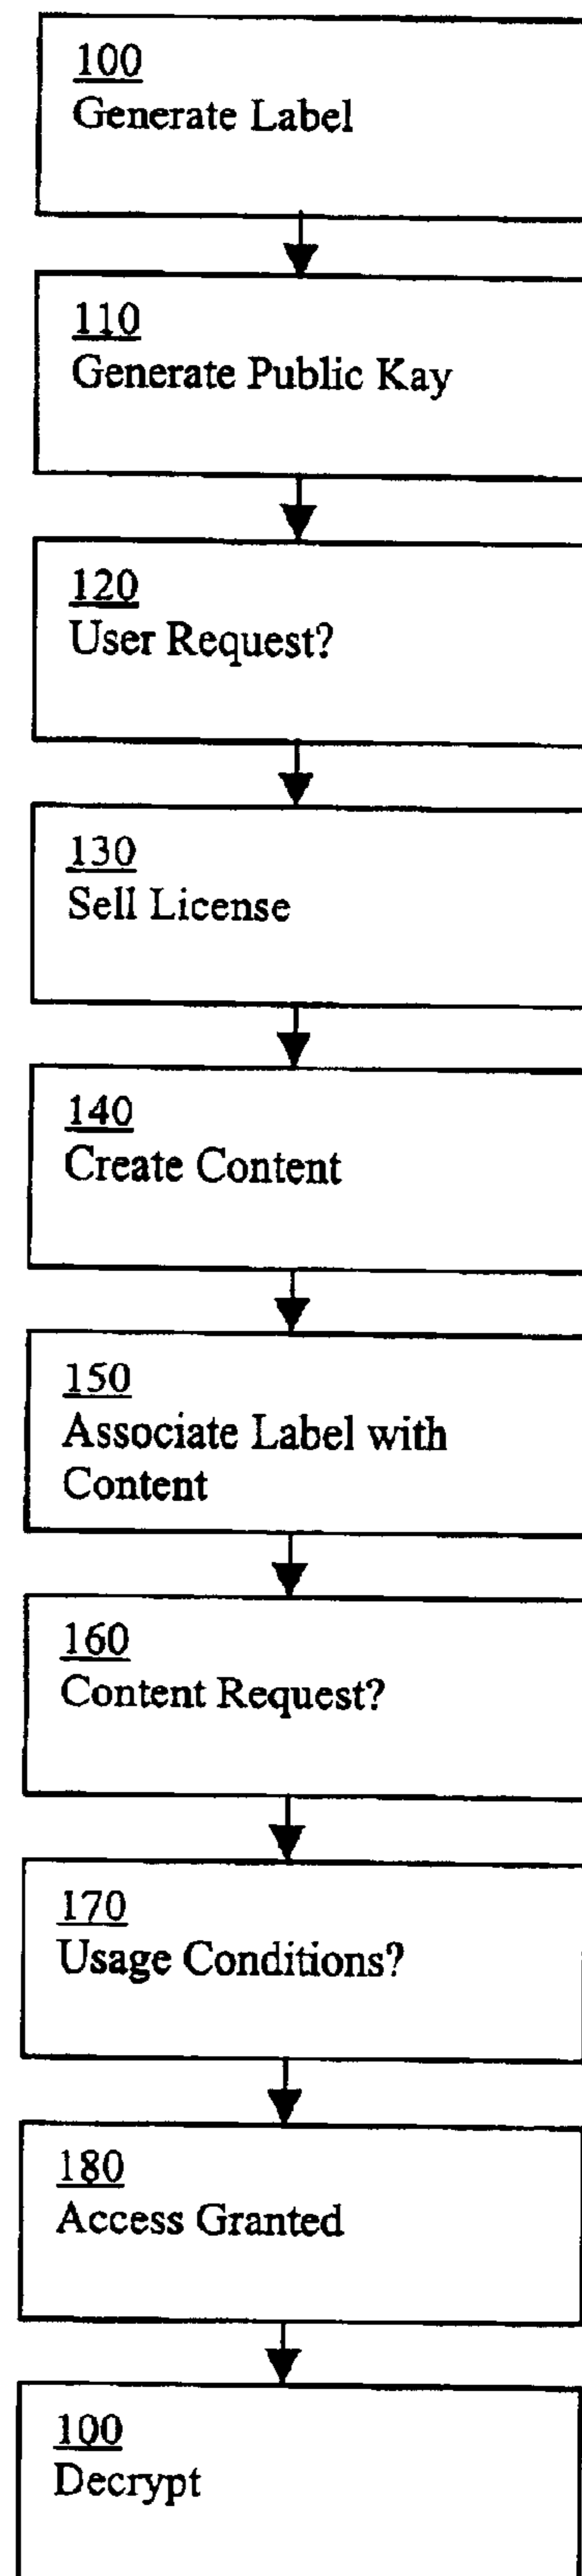 100
Generate Label
110
Generate Public Kay
120
User Request?
130
Sell License
140
Create Content
150
Associate Label with
Content
160
Content Request?
170
Usage Conditions?
180
Access Granted
100
Decrypt